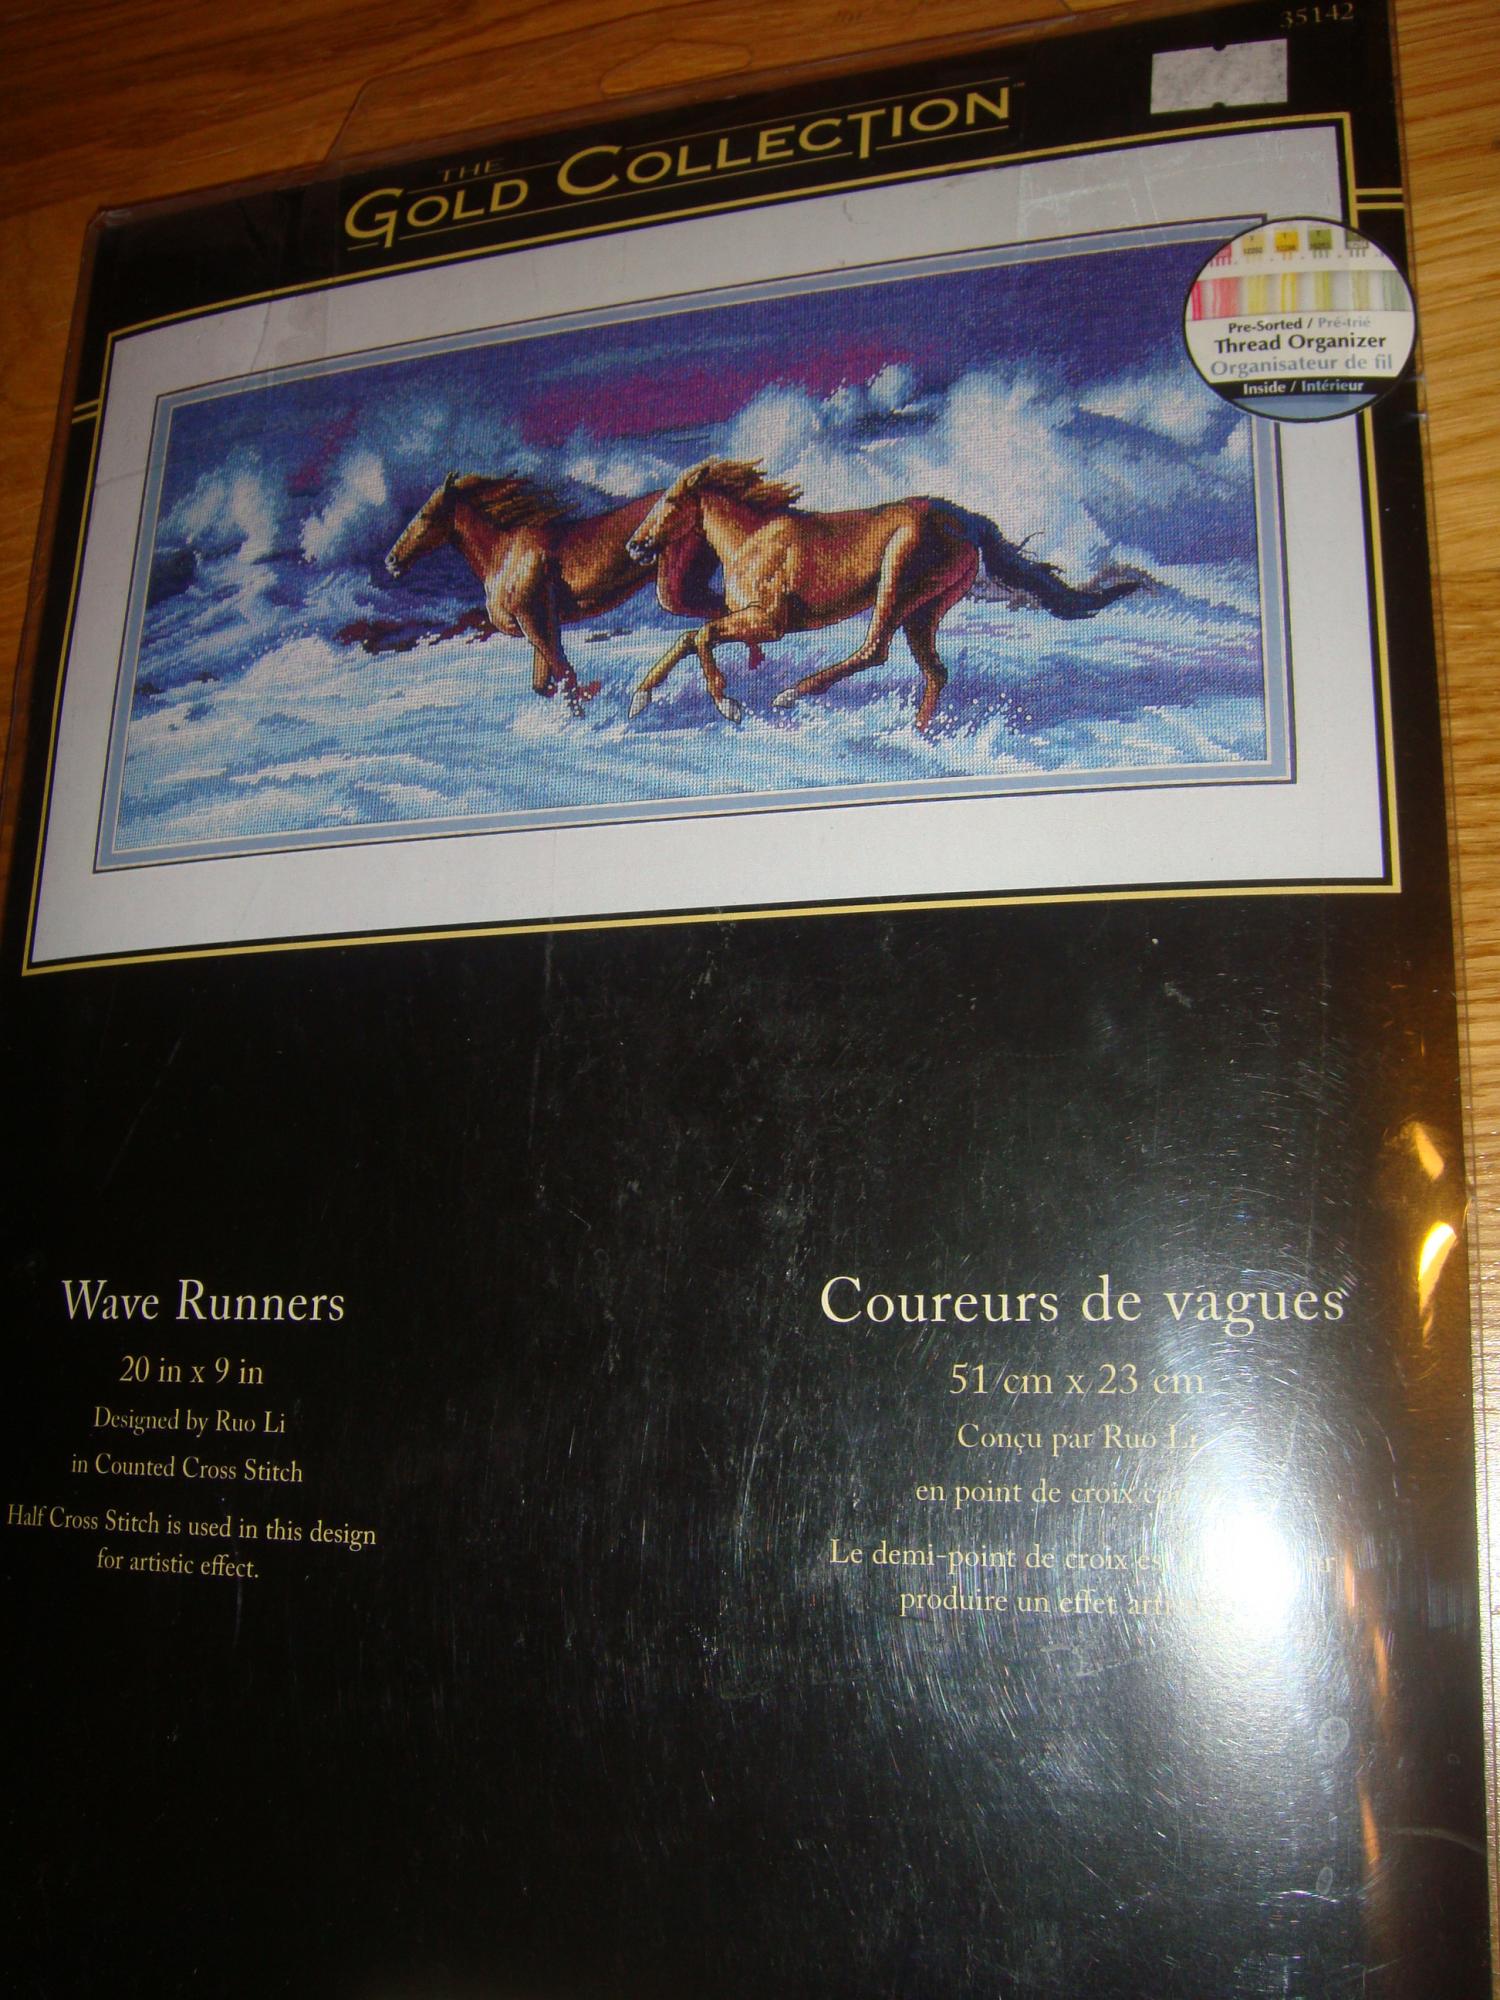 35142
THE
GOLD COLLECTION™
Pre-Sorted / Pré-trié
Thread Organizer
Organisateur de fil
Inside / Intérieur
Wave Runners
20 in x 9 in
Designed by Ruo Li
in Counted Cross Stitch
Half Cross Stitch is used in this design
for artistic effect.
Coureurs de vagues
51 cm x 23 cm
Conçu par Ruo Li
en point de croix
Le demi-point de croix
produire un effet